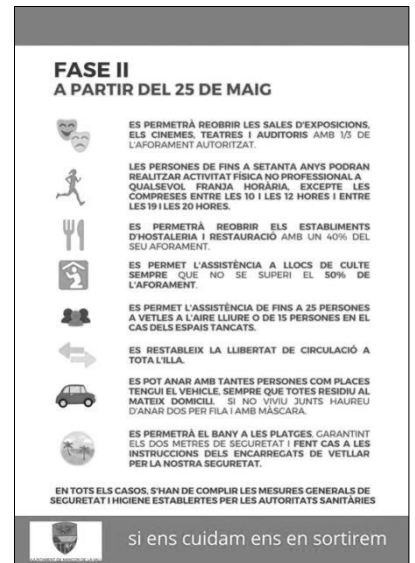 FASE II
A PARTIR DEL 25 DE MAIG
ES PERMETRÀ REOBRIR LES SALES D'EXPOSICIONS,
ELS CINEMES, TEATRES I AUDITORIS AMB 1/3 DE
L'AFORAMENT AUTORITZAT.
LES PERSONES DE FINS A SETANTA ANYS PODRAN
REALITZAR ACTIVITAT FÍSICA NO PROFESSIONAL A
QUALSEVOL FRANJA HORÀRIA, EXCEPTE LES
COMPRESES ENTRE LES 10 I LES 12 HORES I ENTRE
LES 19 I LES 20 HORES.
ES PERMETRÀ REOBRIR ELS ESTABLIMENTS
D'HOSTALERIA I RESTAURACIÓ AMB UN 40% DEL
SEU AFORAMENT.
ES PERMET L'ASSISTÈNCIA A LLOCS DE CULTE
SEMPRE QUE NO SE SUPERI EL 50% DE
L'AFORAMENT.
ES PERMET L'ASSISTÈNCIA DE FINS A 25 PERSONES
A VETLES A L'AIRE LLIURE O DE 15 PERSONES EN EL
CAS DELS ESPAIS TANCATS.
ES RESTABLEIX LA LLIBERTAT DE CIRCULACIÓ A
TOTA L'ILLA.
ES POT ANAR AMB TANTES PERSONES COM PLACES
TENGUI EL VEHICLE, SEMPRE QUE TOTES RESIDIU AL
MATEIX DOMICILI. SI NO VIVIU JUNTS HAUREU
D'ANAR DOS PER FILA I AMB MÀSCARA.
ES PERMETRÀ EL BANY A LES PLATGES, GARANTINT
ELS DOS METRES DE SEGURETAT I FENT CAS A LES
INSTRUCCIONS DELS ENCARREGATS DE VETLLAR
PER LA NOSTRA SEGURETAT.
EN TOTS ELS CASOS, S'HAN DE COMPLIR LES MESURES GENERALS DE
SEGURETAT I HIGIENE ESTABLERTES PER LES AUTORITATS SANITÀRIES
si ens cuidam ens en sortirem